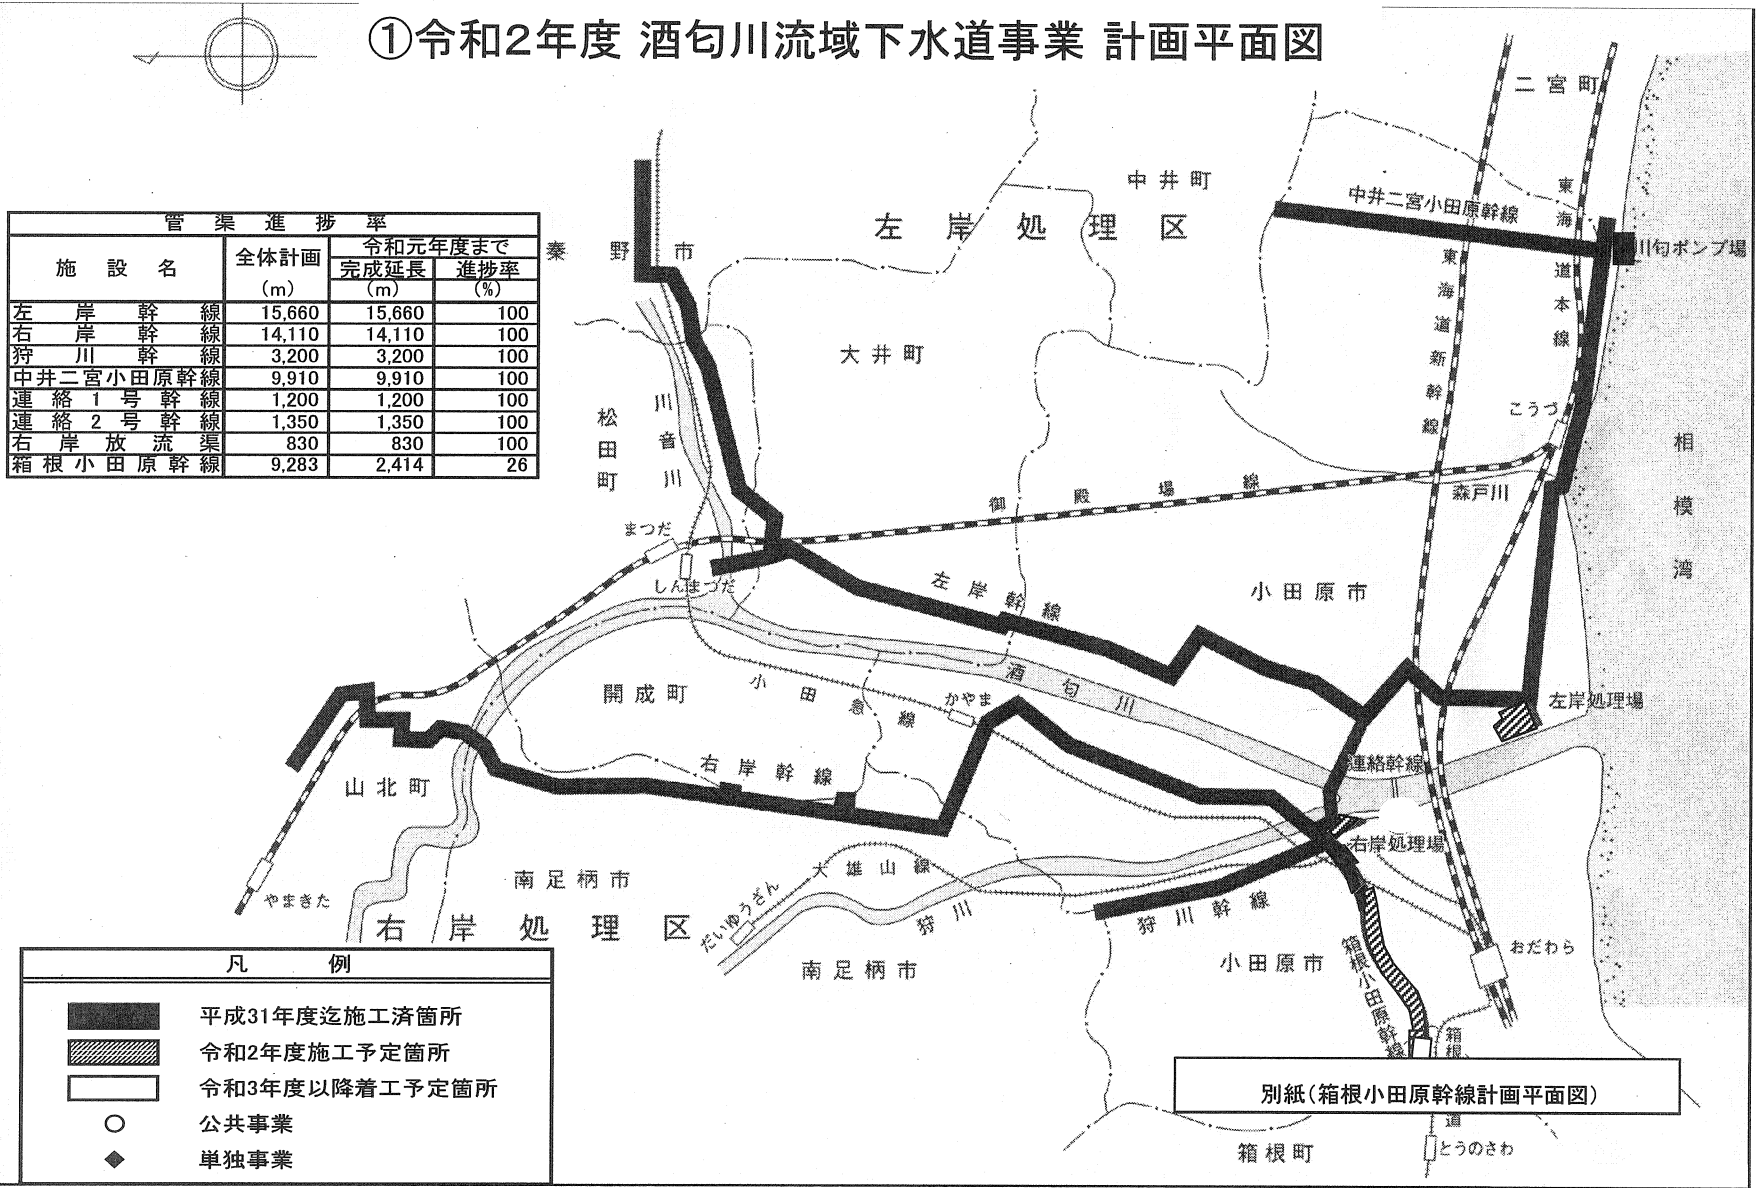 ①令和2年度 酒匂川流域下水道事業 計画平面図
管渠進捗率
施設名 全体計画(m) 令和元年度まで
完成延長(m) 進捗率(%)
左岸幹線 15,660 15,660 100
右岸幹線 14,110 14,110 100
狩川幹線 3,200 3,200 100
中井二宮小田原幹線 9,910 9,910 100
連絡1号幹線 1,200 1,200 100
連絡2号幹線 1,350 1,350 100
右岸放流渠 830 830 100
箱根小田原幹線 9,283 2,414 26
二宮町
中井町
左岸処理区
中井二宮小田原幹線
東海道本線
川匂ポンプ場
秦野市
東海道新幹線
大井町
松田町
川音川
こうづ
相模湾
森戸川
御殿場線
まつだ
しんまつだ
左岸幹線
小田原市
酒匂川
開成町
小田急線
かやま
左岸処理場
右岸幹線
連絡幹線
山北町
右岸処理場
大雄山線
南足柄市
やまきた
右岸処理区
だいゆうざん
狩川
狩川幹線
南足柄市
小田原市
おだわら
箱根小田原幹線
箱根
道
別紙(箱根小田原幹線計画平面図)
とうのさわ
箱根町
凡例
平成31年度迄施工済箇所
令和2年度施工予定箇所
令和3年度以降着工予定箇所
公共事業
単独事業